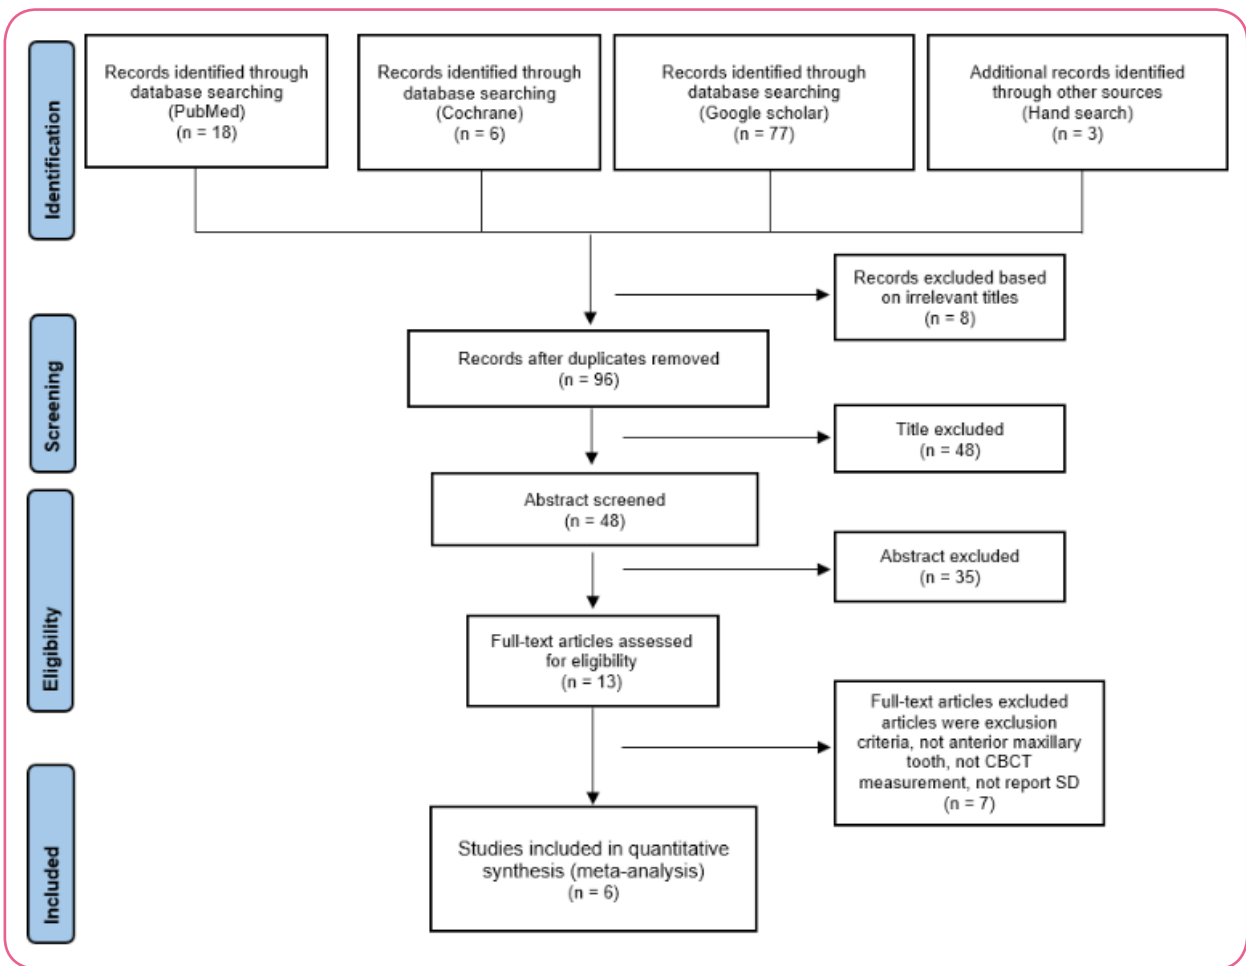 Identification
Records identified through
database searching
(PubMed)
(n = 18)
Records identified through
database searching
(Cochrane)
(n = 6)
Records identified through
database searching
(Google scholar)
(n = 77)
Additional records identified
through other sources
(Hand search)
(n = 3)
Records excluded based
on irrelevant titles
(n = 8)
Screening
Records after duplicates removed
(n = 96)
Title excluded
(n = 48)
Abstract screened
(n = 48)
Eligibility
Abstract excluded
(n = 35)
Full-text articles assessed
for eligibility
(n = 13)
Full-text articles excluded
articles were exclusion
criteria, not anterior maxillary
tooth, not CBCT
measurement, not report SD
(n = 7)
Included
Studies included in quantitative
synthesis (meta-analysis)
(n = 6)